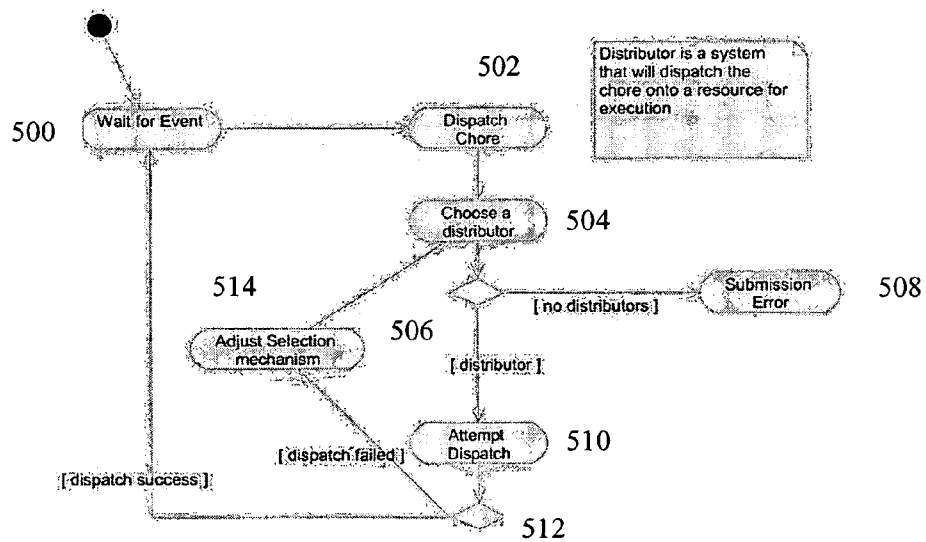 502
Distributor is a system
that will dispatch the
chore onto a resource for
execution
500
Wait for Event
Dispatch
Chore
Choose a
distributor
504
514
[ no distributors ]
Submission
Error
508
Adjust Selection
mechanism
506
[ distributor ]
Attempt
Dispatch
510
[ dispatch failed ]
[ dispatch success ]
512